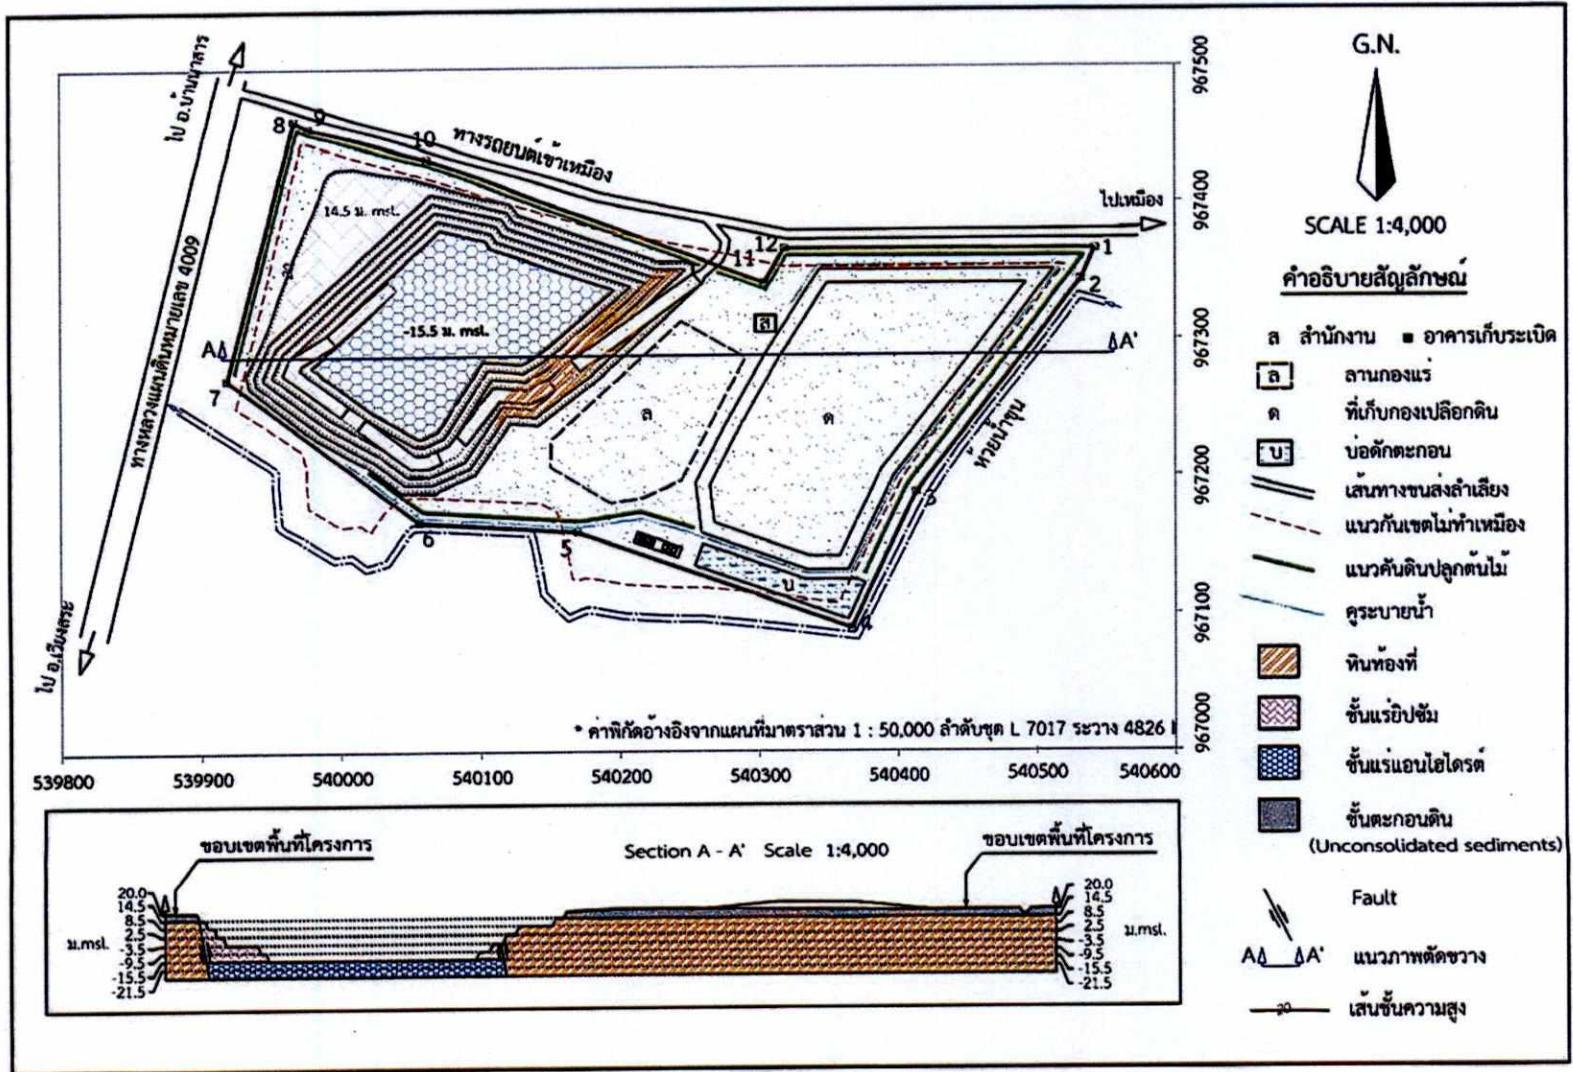 ไป อ.บ้านนาสาร
ทางหลวงแผ่นดินหมายเลข 4009
ไป อ.เวียงสระ
8
9
10
ทางรถยนต์เข้าเหมือง
ไปเหมือง
11
12
1
2
3
4
5
6
7
14.5 ม. msl.
20
-15.5 ม. msl.
A
A'
ส
ล
ด
บ
ห้วยน้ำขุ่น
* ค่าพิกัดอ้างอิงจากแผนที่มาตราส่วน 1 : 50,000 ลำดับชุด L 7017 ระวาง 4826 I
967500
967400
967300
967200
967100
967000
539800 539900 540000 540100 540200 540300 540400 540500 540600
G.N.
SCALE 1:4,000
คำอธิบายสัญลักษณ์
ส สำนักงาน ■ อาคารเก็บระเบิด
ล ลานกองแร่
ด ที่เก็บกองเปลือกดิน
บ บ่อดักตะกอน
เส้นทางขนส่งลำเลียง
แนวกันเขตไม่ทำเหมือง
แนวคันดินปลูกต้นไม้
คูระบายน้ำ
หินท้องที่
ชั้นแร่ยิปซัม
ชั้นแร่แอนไฮไดรต์
ชั้นตะกอนดิน
(Unconsolidated sediments)
Fault
A A' แนวภาพตัดขวาง
20 เส้นชั้นความสูง
ขอบเขตพื้นที่โครงการ
Section A - A' Scale 1:4,000
ขอบเขตพื้นที่โครงการ
20.0
14.5
8.5
2.5
-3.5
-9.5
-15.5
-21.5
ม.msl.
20.0
14.5
8.5
2.5
-3.5
-9.5
-15.5
-21.5
ม.msl.